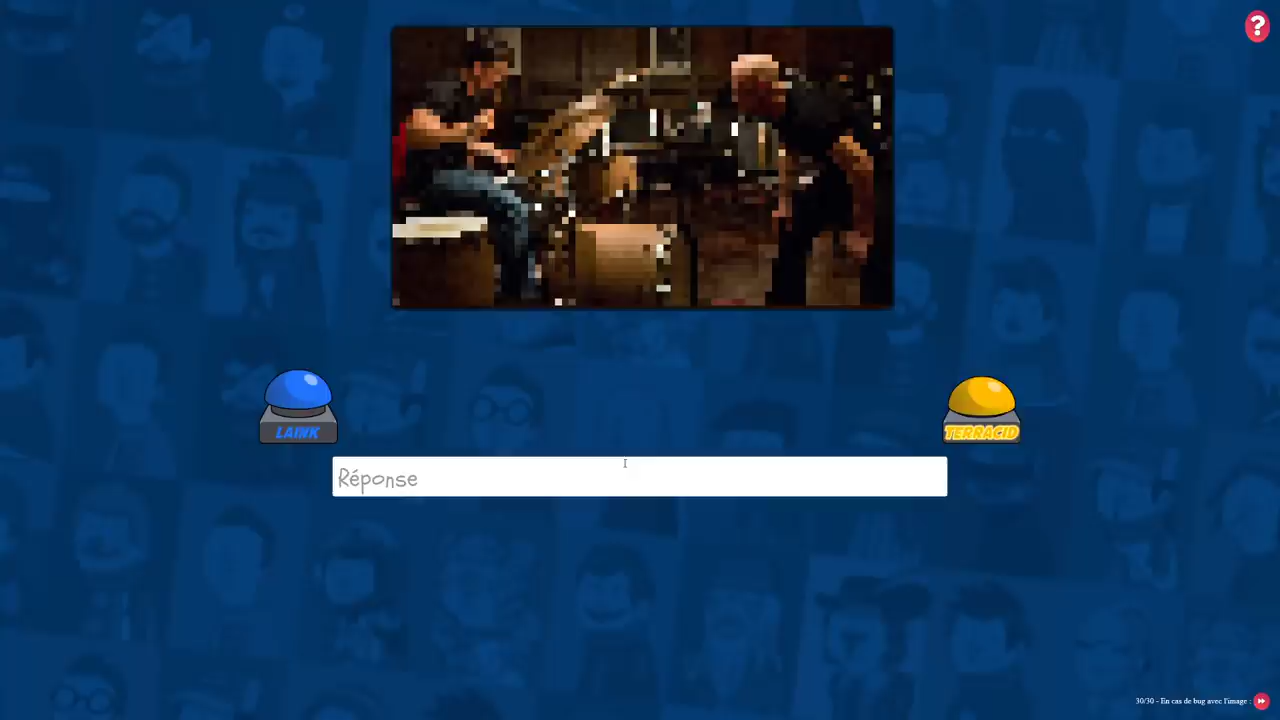 ?
LAINK
TERRACID
Réponse
30/30 - En cas de bug avec l'image :